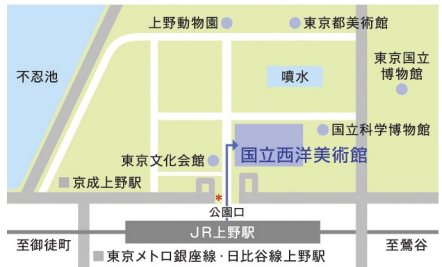 上野動物園
東京都美術館
不忍池
噴水
東京国立
博物館
国立科学博物館
東京文化会館
国立西洋美術館
京成上野駅
*
公園口
JR上野駅
至御徒町
至鶯谷
東京メトロ銀座線・日比谷線上野駅